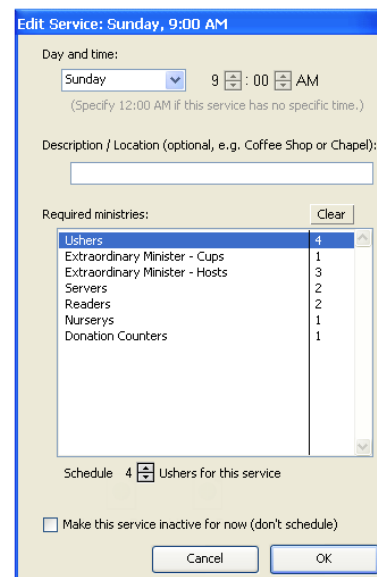 Edit Service: Sunday, 9:00 AM
Day and time:
Sunday 9 : 00 AM
(Specify 12:00 AM if this service has no specific time.)
Description / Location (optional, e.g. Coffee Shop or Chapel):
Required ministries: Clear
Ushers 4
Extraordinary Minister - Cups 1
Extraordinary Minister - Hosts 3
Servers 2
Readers 2
Nurserys 1
Donation Counters 1
Schedule 4 Ushers for this service
Make this service inactive for now (don't schedule)
Cancel OK